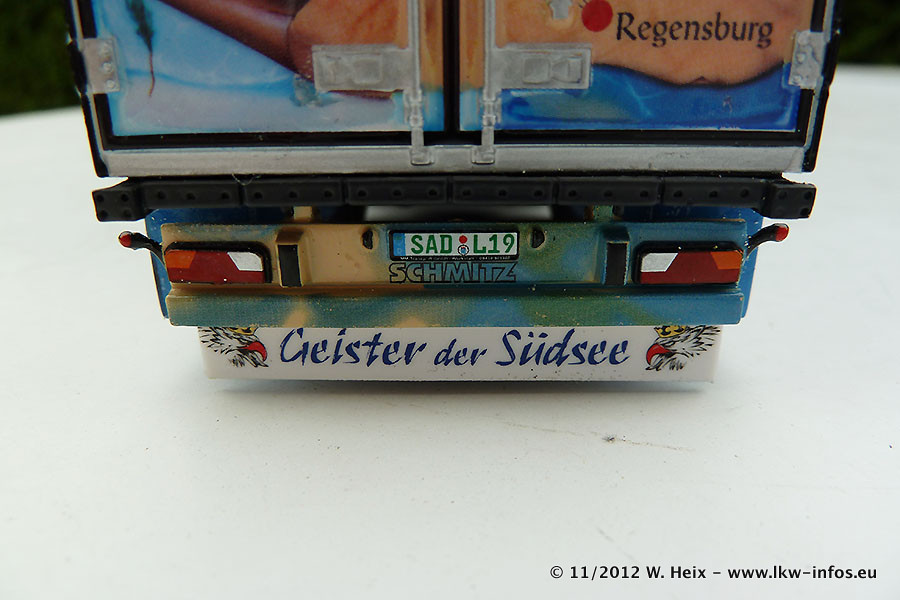 Regensburg
SAD L19
SCHMITZ
Geister der Südsee
© 11/2012 W. Heix - www.lkw-infos.eu